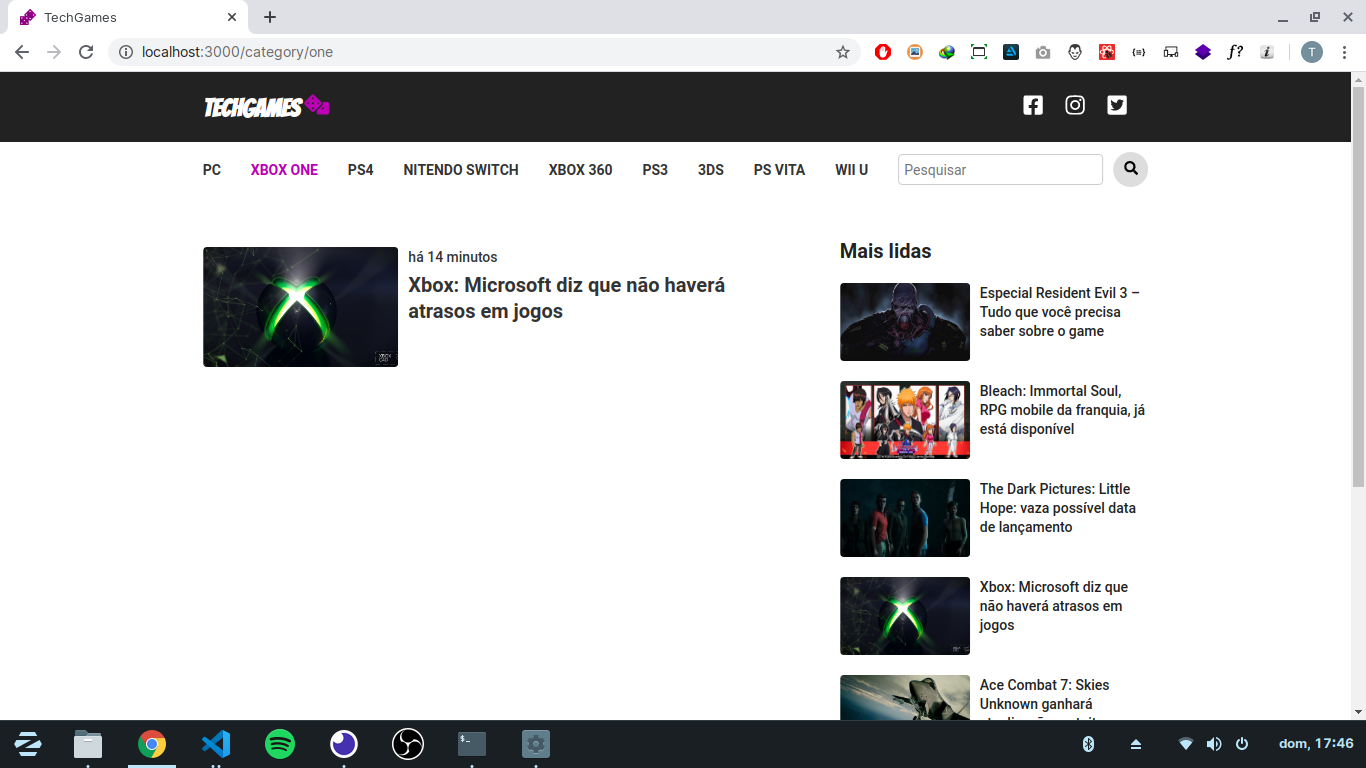 TechGames
localhost:3000/category/one
f?
T
TECHGAMES
PC XBOX ONE PS4 NITENDO SWITCH XBOX 360 PS3 3DS PS VITA WII U Pesquisar
há 14 minutos
Xbox: Microsoft diz que não haverá
atrasos em jogos
Mais lidas
Especial Resident Evil 3 –
Tudo que você precisa
saber sobre o game
Bleach: Immortal Soul,
RPG mobile da franquia, já
está disponível
The Dark Pictures: Little
Hope: vaza possível data
de lançamento
Xbox: Microsoft diz que
não haverá atrasos em
jogos
Ace Combat 7: Skies
Unknown ganhará
dom, 17:46